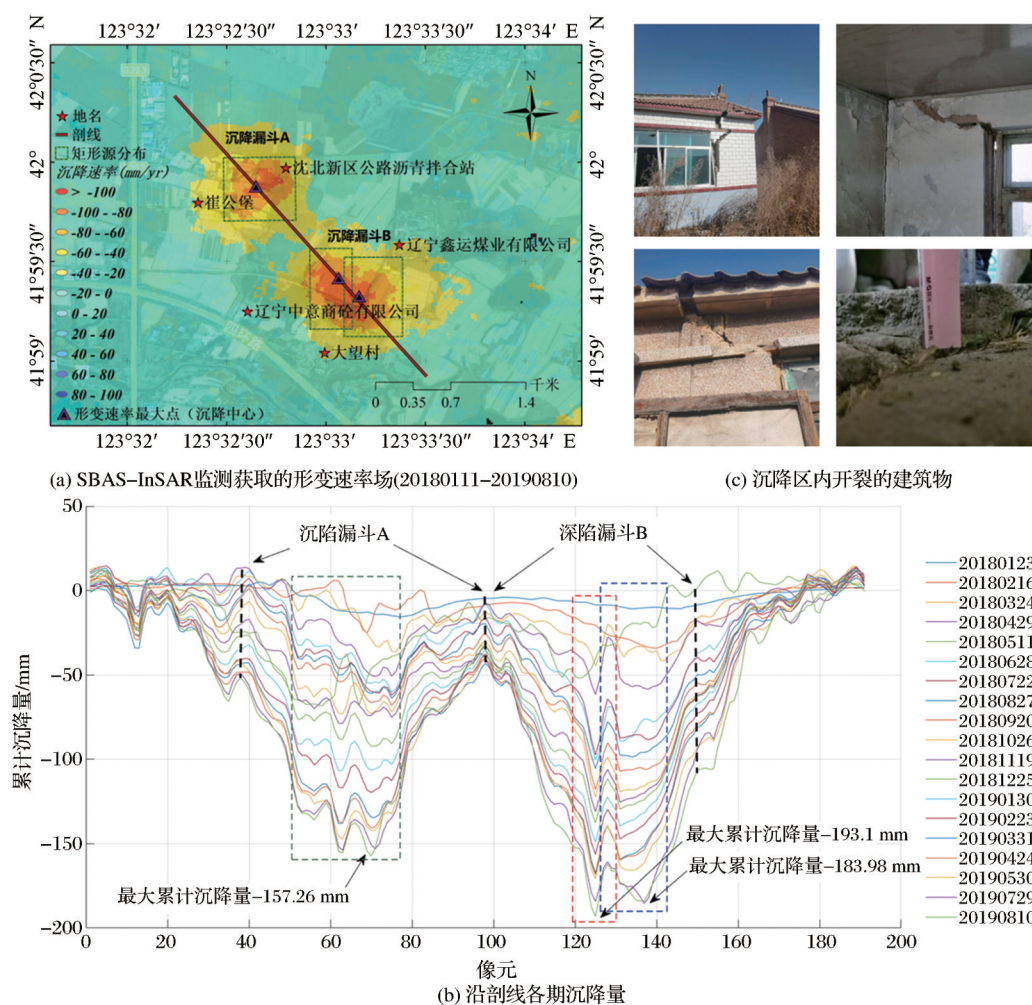 123°32′ 123°32′30″ 123°33′ 123°33′30″ 123°34′ E
N
N
42°0′30″
42°
41°59′30″
41°59′
N
42°0′30″
42°
41°59′30″
41°59′
N
地名
剖线
矩形源分布
沉降速率(mm/yr)
> -100
-100 - -80
-80 - -60
-60 - -40
-40 - -20
-20 - 0
0 - 20
20 - 40
40 - 60
60 - 80
80 - 100
形变速率最大点（沉降中心）
沉降漏斗A
沈北新区公路沥青拌合站
崔公堡
沉降漏斗B
辽宁鑫运煤业有限公司
辽宁中意商砼有限公司
大望村
千米
0 0.35 0.7 1.4
123°32′ 123°32′30″ 123°33′ 123°33′30″ 123°34′ E
(a) SBAS-InSAR监测获取的形变速率场(20180111-20190810)
(c) 沉降区内开裂的建筑物
50
0
-50
-100
-150
-200
累计沉降量/mm
沉陷漏斗A
深陷漏斗B
最大累计沉降量-157.26 mm
最大累计沉降量-193.1 mm
最大累计沉降量-183.98 mm
20180123
20180216
20180324
20180429
20180511
20180628
20180722
20180827
20180920
20181026
20181119
20181225
20190130
20190223
20190331
20190424
20190530
20190729
20190810
0 20 40 60 80 100 120 140 160 180 200
像元
(b) 沿剖线各期沉降量